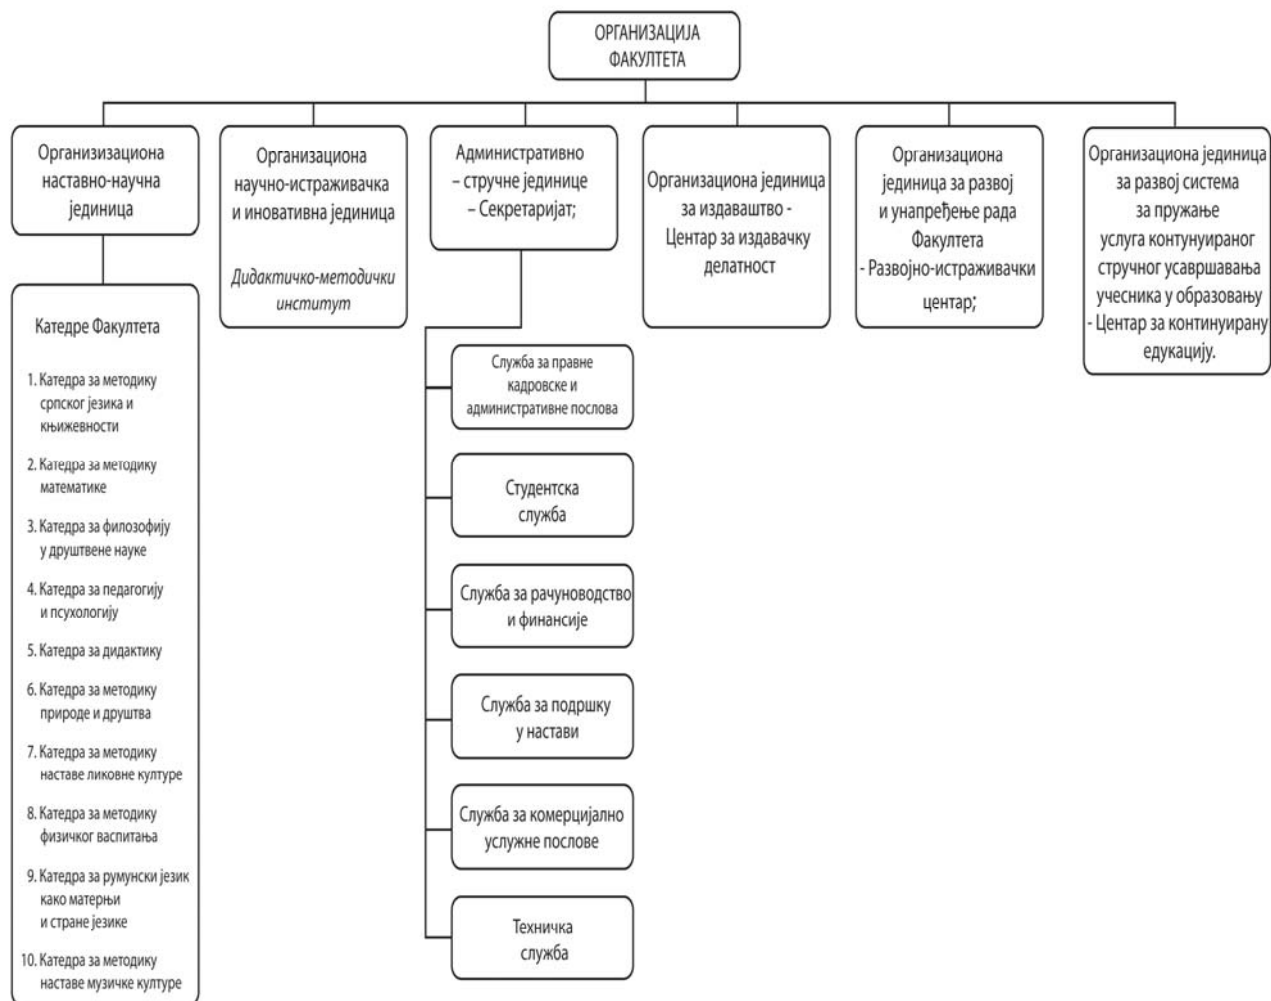 ОРГАНИЗАЦИЈА
ФАКУЛТЕТА
Организизациона
наставно-научна
јединица
Организациона
научно-истраживачка
и иновативна јединица
Дидактичко-методички
институт
Административно
– стручне јединице
– Секретаријат;
Организациона јединица
за издаваштво -
Центар за издавачку
делатност
Организациона
јединица за развој
и унапређење рада
Факултета
- Развојно-истраживачки
центар;
Организациона јединица
за развој система
за пружање
услуга контунуираног
стручног усавршавања
учесника у образовању
- Центар за континуирану
едукацију.
Катедре Факултета
1. Катедра за методику
српског језика и
књижевности
2. Катедра за методику
математике
3. Катедра за филозофију
у друштвене науке
4. Катедра за педагогију
и психологију
5. Катедра за дидактику
6. Катедра за методику
природе и друштва
7. Катедра за методику
наставе ликовне културе
8. Катедра за методику
физичког васпитања
9. Катедра за румунски језик
како матерњи
и стране језике
10. Катедра за методику
наставе музичке културе
Служба за правне
кадровске и
административне послова
Студентска
служба
Служба за рачуноводство
и финансије
Служба за подршку
у настави
Служба за комерцијално
услужне послове
Техничка
служба